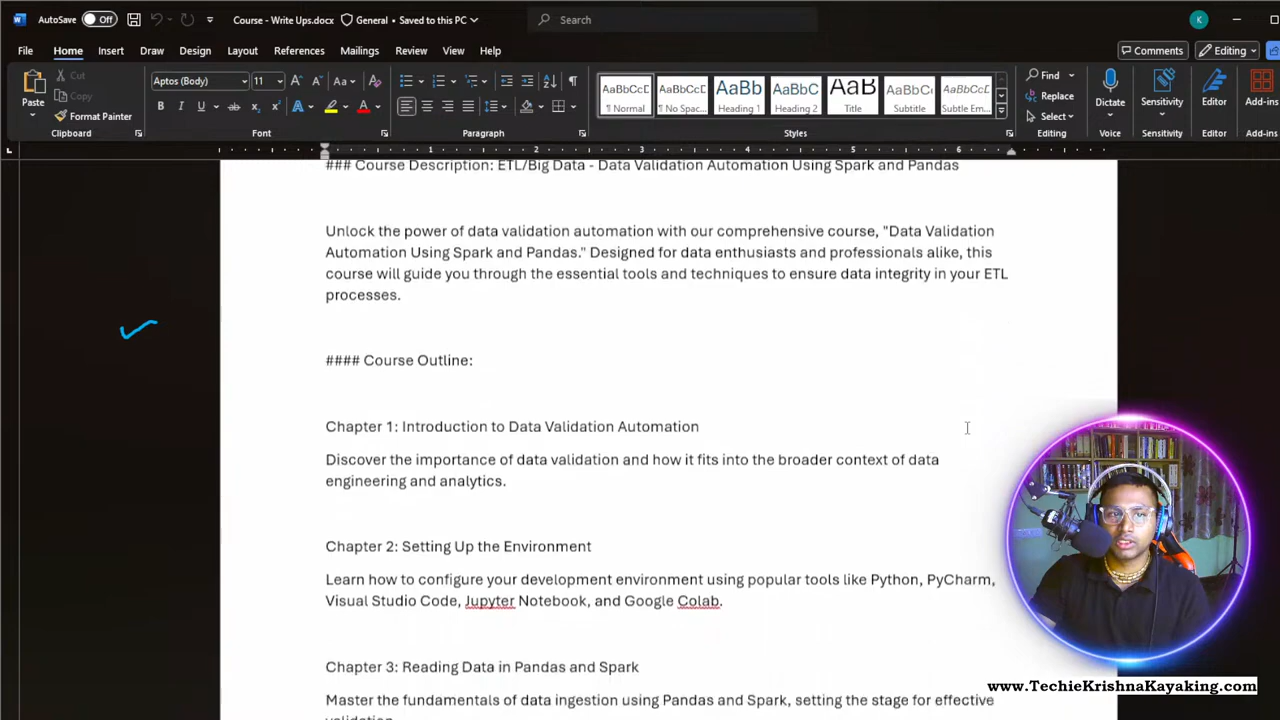 AutoSave Off Course - Write Ups.docx General • Saved to this PC Search K
File Home Insert Draw Design Layout References Mailings Review View Help Comments Editing
Paste Cut Copy Format Painter Clipboard
Aptos (Body) 11 Font
Paragraph
AaBbCcD Normal AaBbCcD No Spac... AaBb Heading 1 AaBbC Heading 2 AaB Title AaBbCc Subtitle AaBbCcD Subtle Em... Styles
Find Replace Select Editing
Dictate Voice Sensitivity Sensitivity Editor Editor Add-ins Add-ins
1 2 3 4 5 6
### Course Description: ETL/Big Data - Data Validation Automation Using Spark and Pandas
Unlock the power of data validation automation with our comprehensive course, "Data Validation
Automation Using Spark and Pandas." Designed for data enthusiasts and professionals alike, this
course will guide you through the essential tools and techniques to ensure data integrity in your ETL
processes.
#### Course Outline:
Chapter 1: Introduction to Data Validation Automation
Discover the importance of data validation and how it fits into the broader context of data
engineering and analytics.
Chapter 2: Setting Up the Environment
Learn how to configure your development environment using popular tools like Python, PyCharm,
Visual Studio Code, Jupyter Notebook, and Google Colab.
Chapter 3: Reading Data in Pandas and Spark
Master the fundamentals of data ingestion using Pandas and Spark, setting the stage for effective
validation.
www.TechieKrishnaKayaking.com